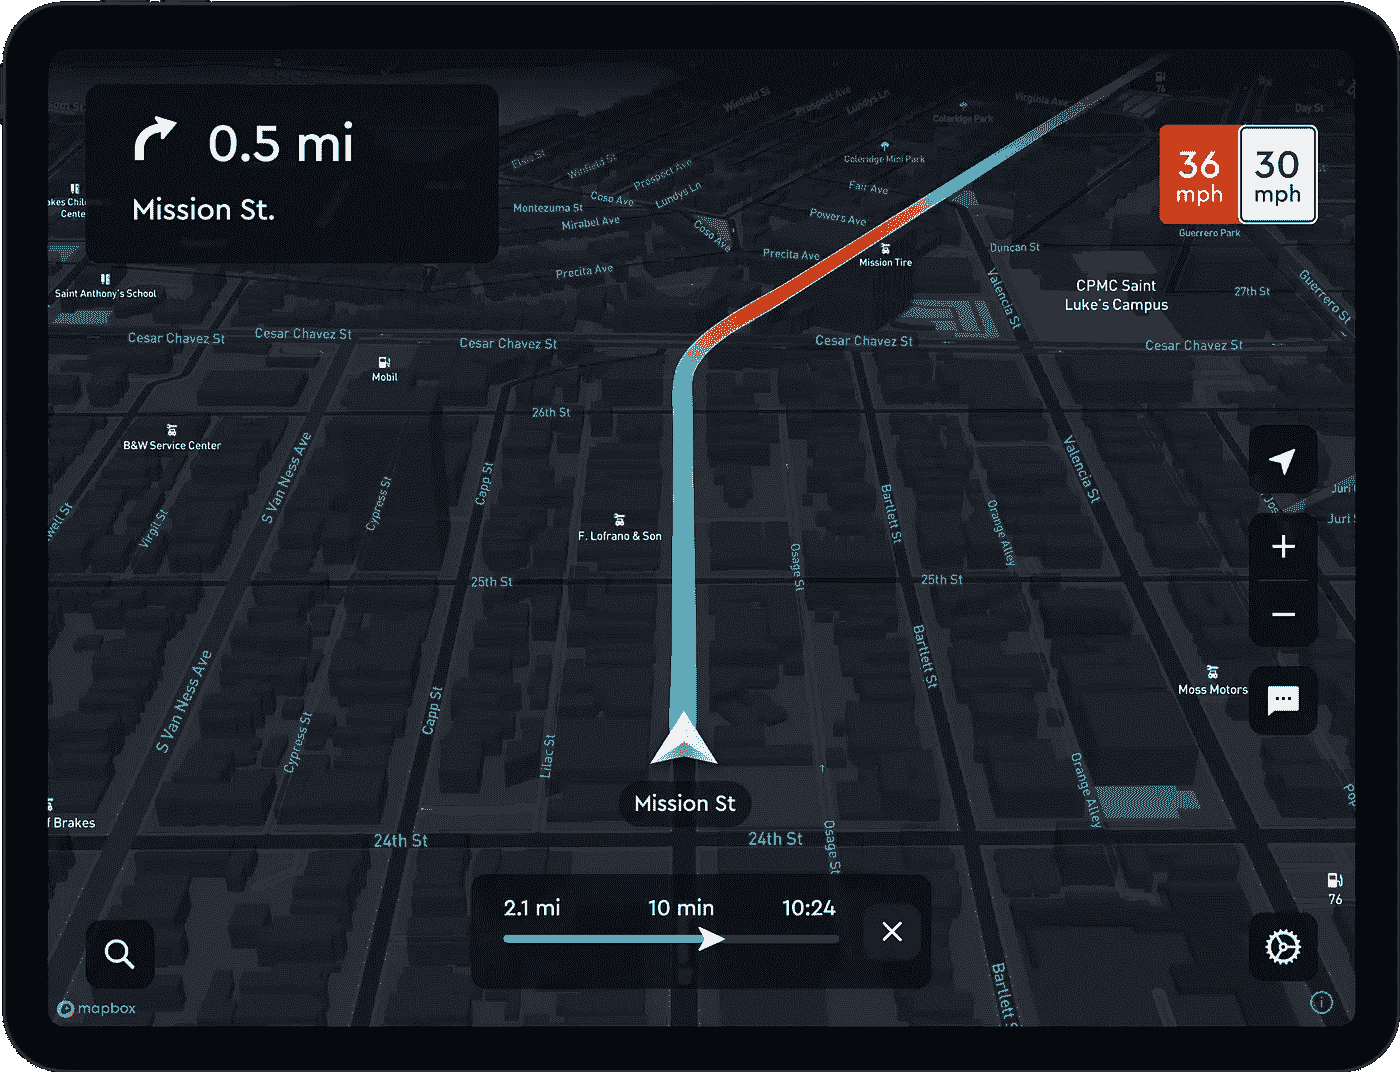 0.5 mi
Mission St.
36
mph
30
mph
76
Winfield St
Prospect Ave
Lundys Ln
Virginia Ave
Coleridge Park
Day St
Elsie St
Winfield St
Prospect Ave
Coleridge Mini Park
Coso Ave
Lundys Ln
Fair Ave
Montezuma St
Mirabel Ave
Powers Ave
Coso Ave
Guerrero Park
okes Chil
Cente
Precita Ave
Precita Ave
Mission Tire
Duncan St
Saint Anthony's School
Valencia St
CPMC Saint
Luke's Campus
27th St
Guerrero St
Cesar Chavez St
Cesar Chavez St
Cesar Chavez St
Cesar Chavez St
Cesar Chavez St
Mobil
26th St
B&W Service Center
S Van Ness Ave
Capp St
Cypress St
Valencia St
Bartlett St
Orange Alley
Juri
Jos
Juri S
well St
Virgil St
F. Lofrano & Son
Osage St
25th St
25th St
S Van Ness Ave
Bartlett St
Capp St
Moss Motors
Cypress St
Lilac St
Orange Alley
Mission St
f Brakes
24th St
24th St
Osage St
76
2.1 mi
10 min
10:24
Bartlett S
mapbox